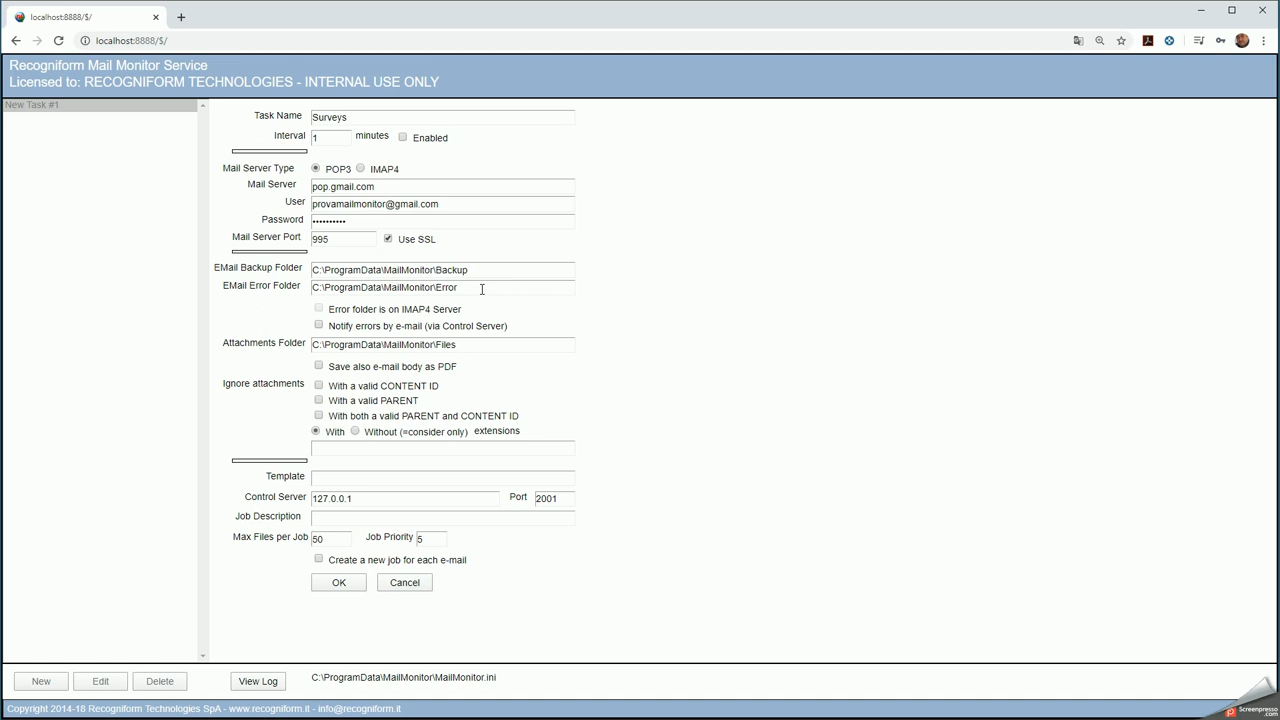 localhost:8888/$/
localhost:8888/$/
Recogniform Mail Monitor Service
Licensed to: RECOGNIFORM TECHNOLOGIES - INTERNAL USE ONLY
New Task #1
Task Name Surveys
Interval 1 minutes Enabled
Mail Server Type POP3 IMAP4
Mail Server pop.gmail.com
User provamailmonitor@gmail.com
Password ••••••••••
Mail Server Port 995 Use SSL
EMail Backup Folder C:\ProgramData\MailMonitor\Backup
EMail Error Folder C:\ProgramData\MailMonitor\Error
Error folder is on IMAP4 Server
Notify errors by e-mail (via Control Server)
Attachments Folder C:\ProgramData\MailMonitor\Files
Save also e-mail body as PDF
Ignore attachments With a valid CONTENT ID
With a valid PARENT
With both a valid PARENT and CONTENT ID
With Without (=consider only) extensions
Template
Control Server 127.0.0.1 Port 2001
Job Description
Max Files per Job 50 Job Priority 5
Create a new job for each e-mail
OK Cancel
New Edit Delete View Log C:\ProgramData\MailMonitor\MailMonitor.ini
Copyright 2014-18 Recogniform Technologies SpA - www.recogniform.it - info@recogniform.it
Screenpresso
.com